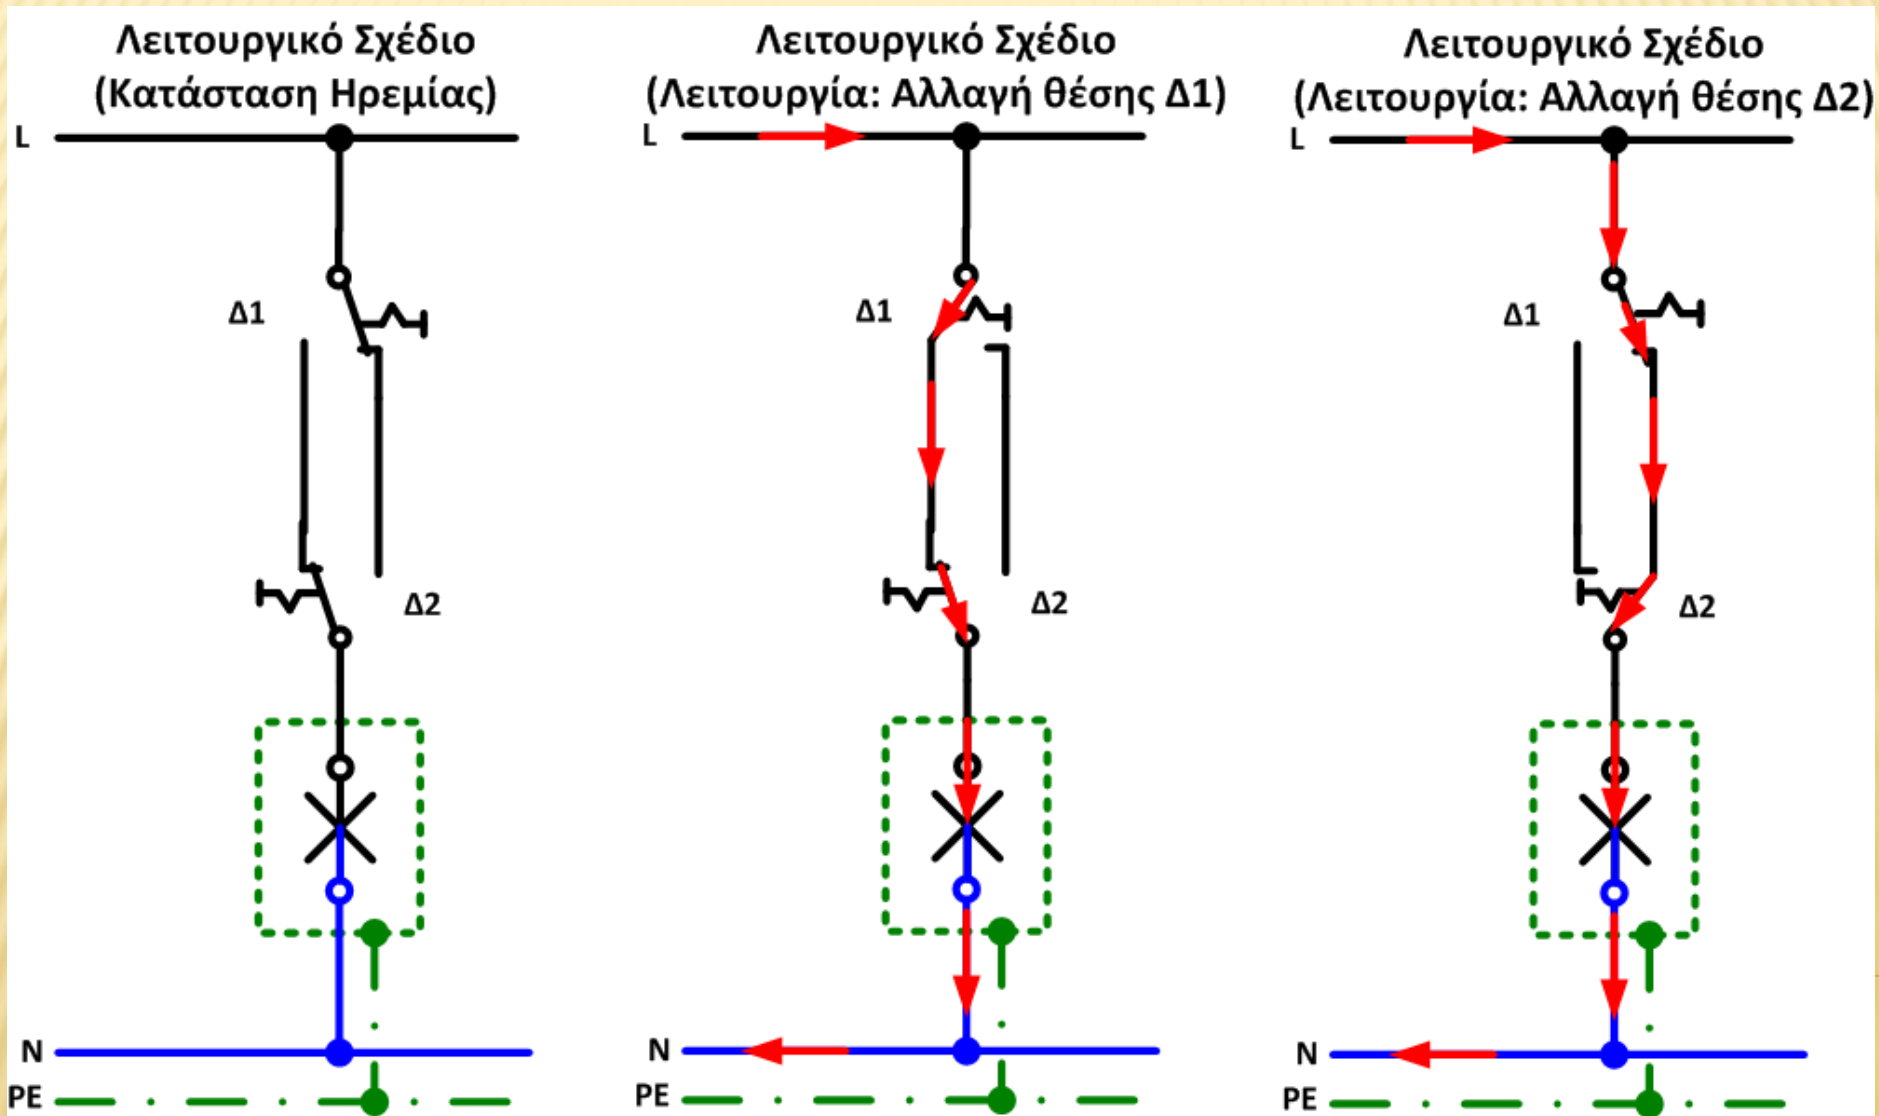 Λειτουργικό Σχέδιο
(Κατάσταση Ηρεμίας)
L
Δ1
Δ2
N
PE
Λειτουργικό Σχέδιο
(Λειτουργία: Αλλαγή θέσης Δ1)
L
Δ1
Δ2
N
PE
Λειτουργικό Σχέδιο
(Λειτουργία: Αλλαγή θέσης Δ2)
L
Δ1
Δ2
N
PE